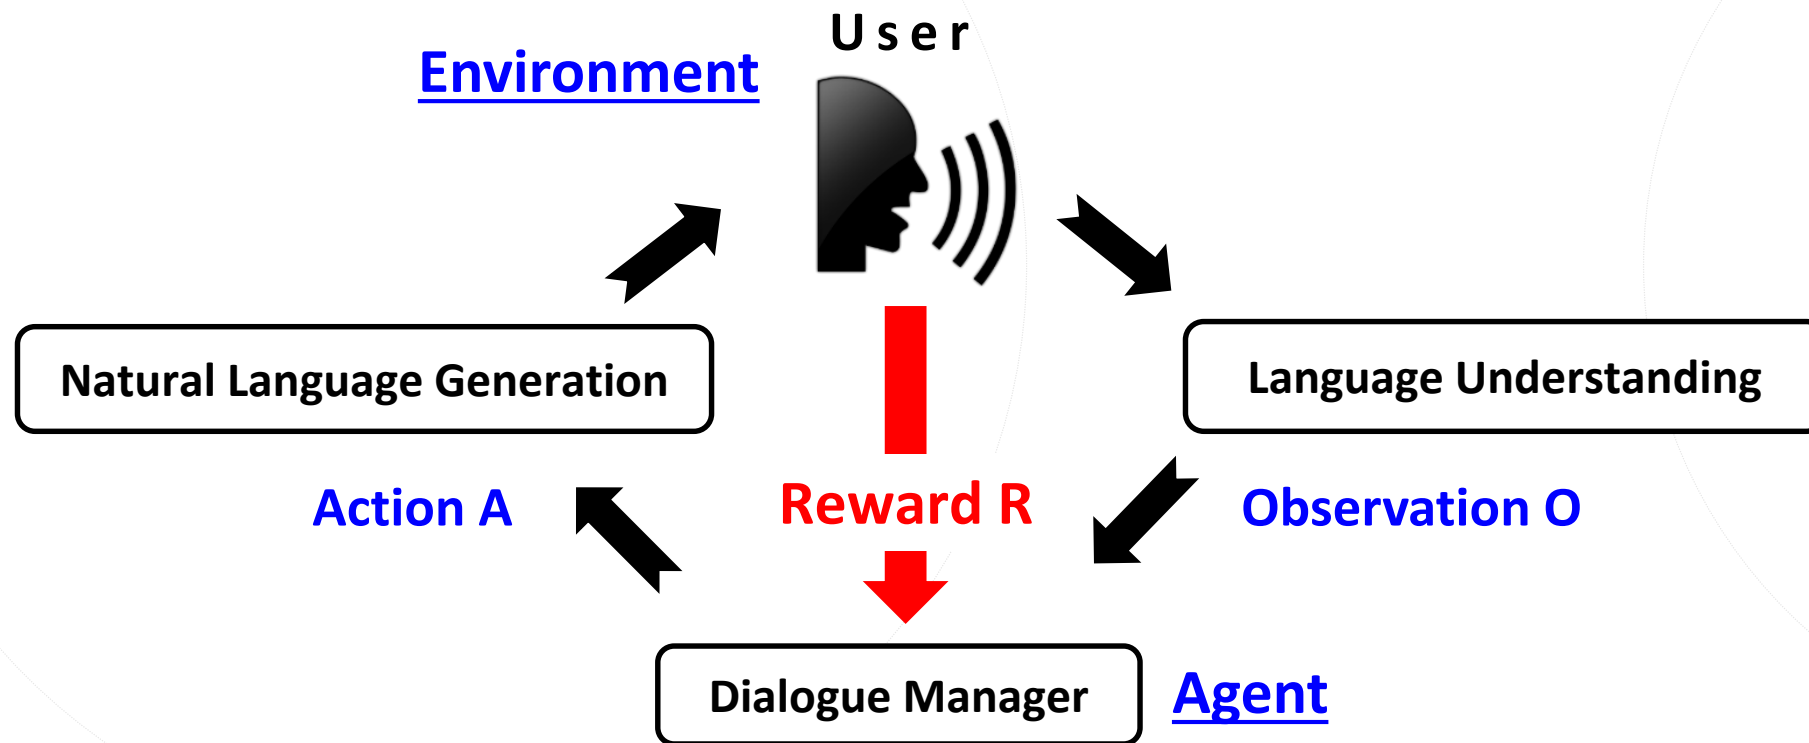 User
Environment
Natural Language Generation
Language Understanding
Action A
Reward R
Observation O
Dialogue Manager
Agent